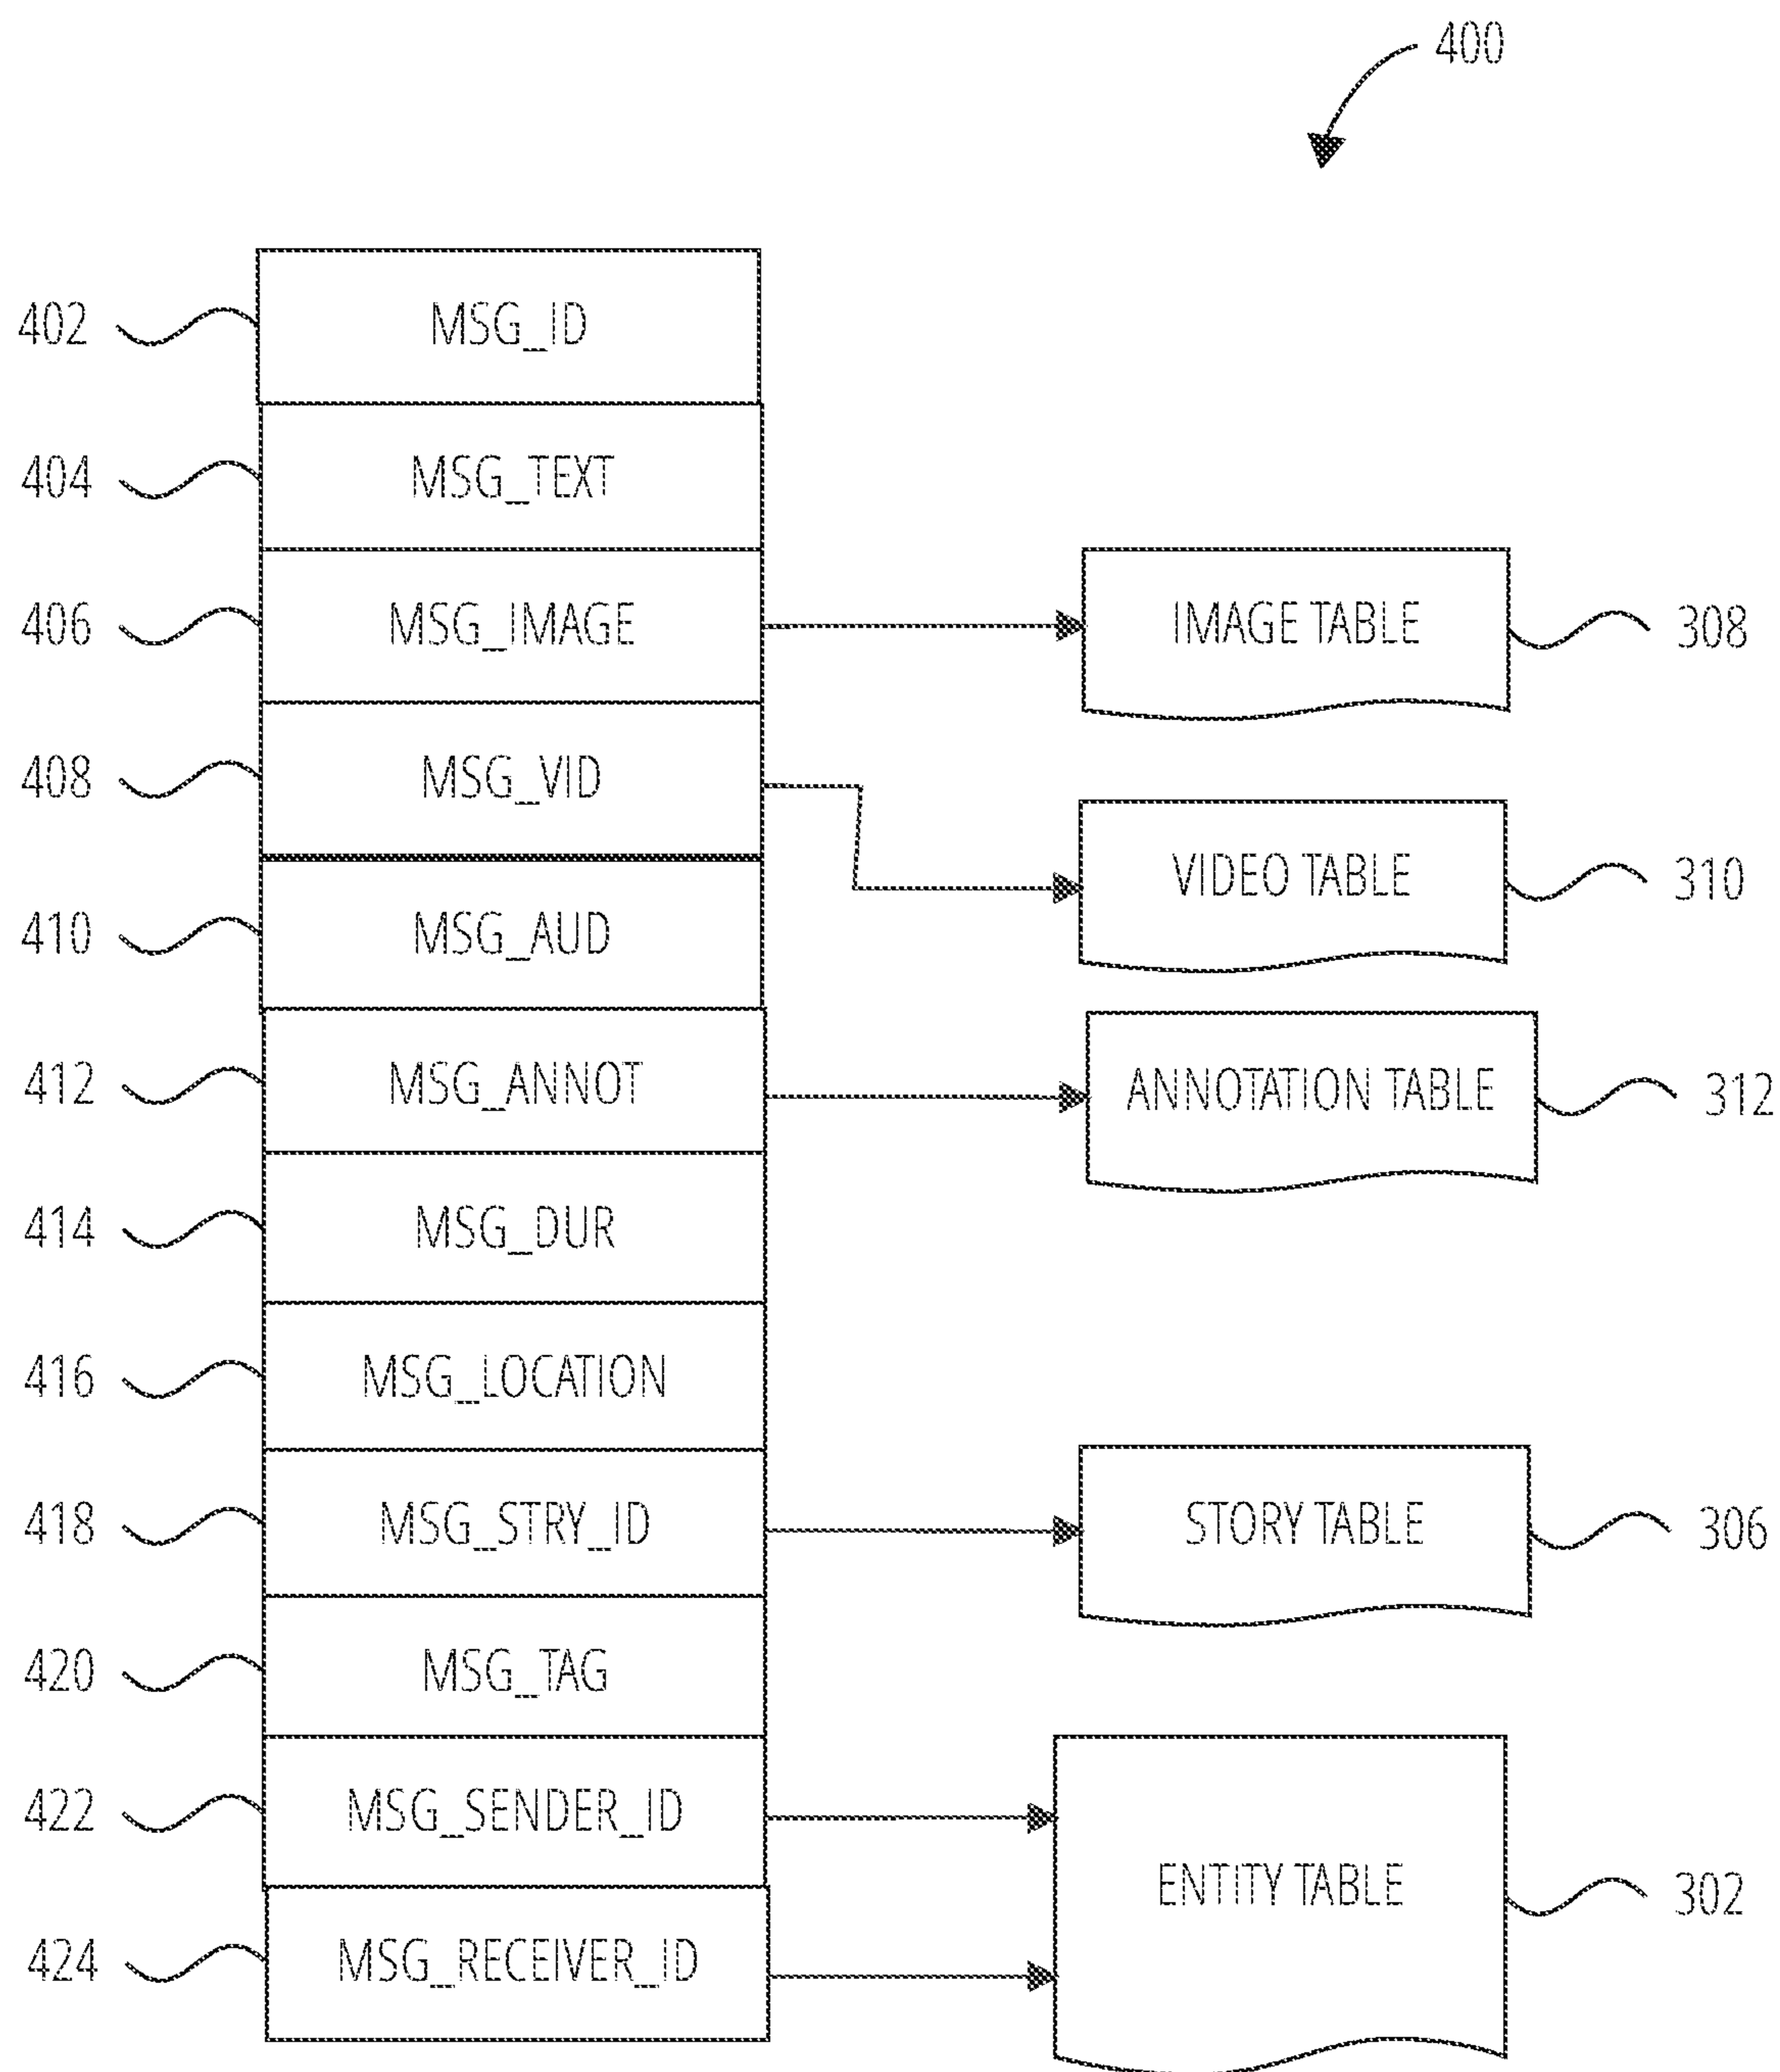 400
402 MSG_ID
404 MSG_TEXT
406 MSG_IMAGE IMAGE TABLE 308
408 MSG_VID
VIDEO TABLE 310
410 MSG_AUD
412 MSG_ANNOT ANNOTATION TABLE 312
414 MSG_DUR
416 MSG_LOCATION
418 MSG_STRY_ID STORY TABLE 306
420 MSG_TAG
422 MSG_SENDER_ID
ENTITY TABLE 302
424 MSG_RECEIVER_ID